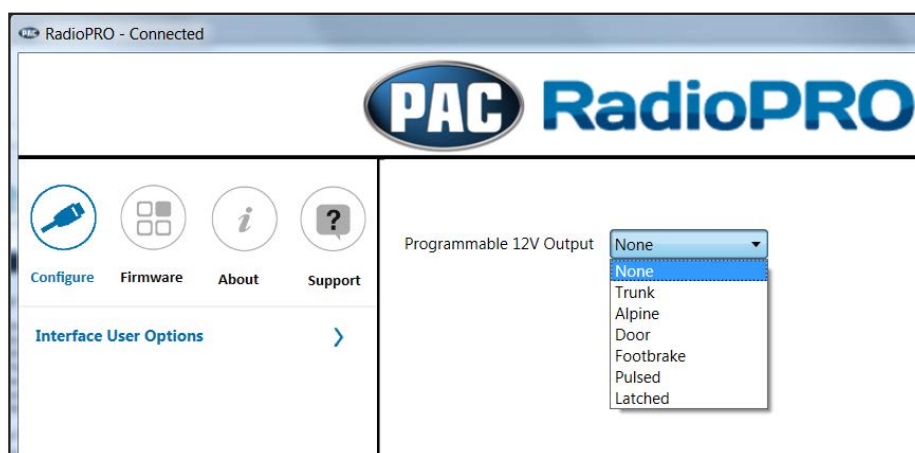 RadioPRO - Connected
PAC RadioPRO
Configure Firmware About Support
Interface User Options
Programmable 12V Output None
None
Trunk
Alpine
Door
Footbrake
Pulsed
Latched